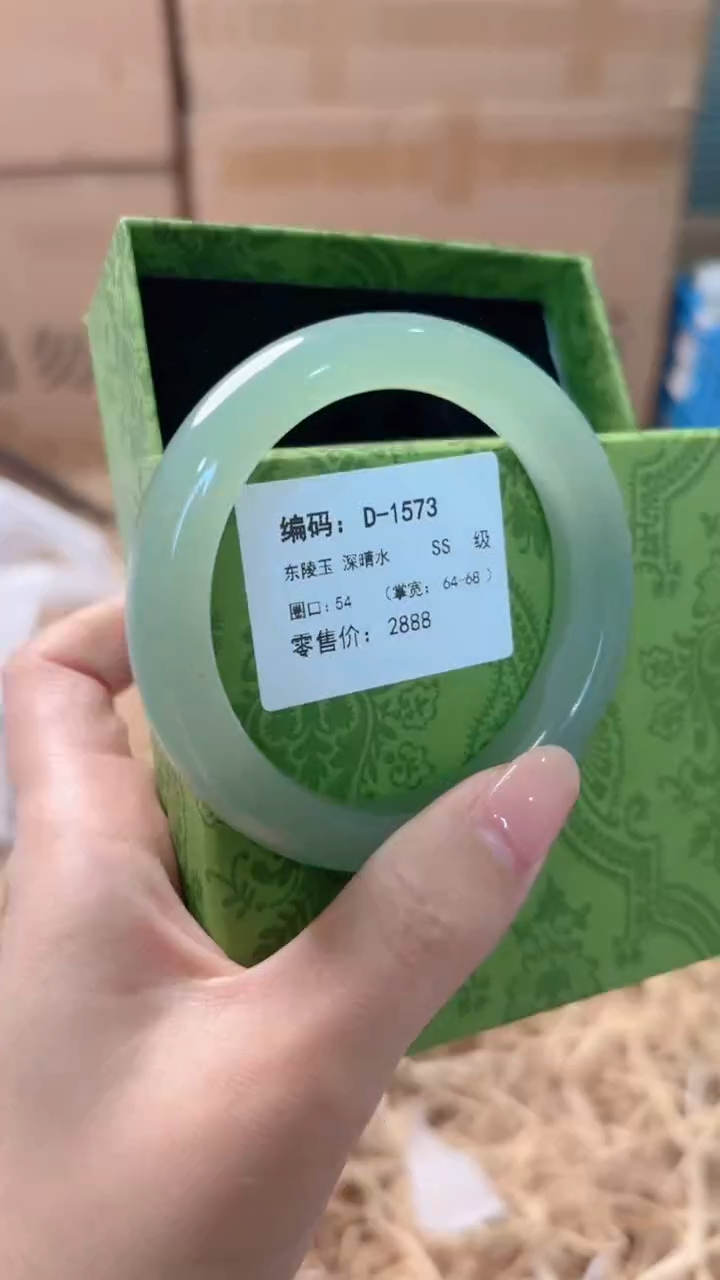 编码：D-1573
东陵玉 深晴水 SS 级
圈口：54 （掌宽：64-68）
零售价：2888